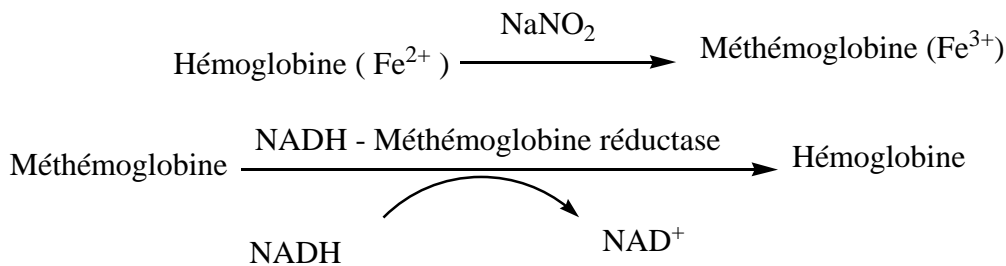 NaNO₂
Hémoglobine ( Fe²⁺ ) Méthémoglobine (Fe³⁺)
NADH - Méthémoglobine réductase
Méthémoglobine Hémoglobine
NADH NAD⁺